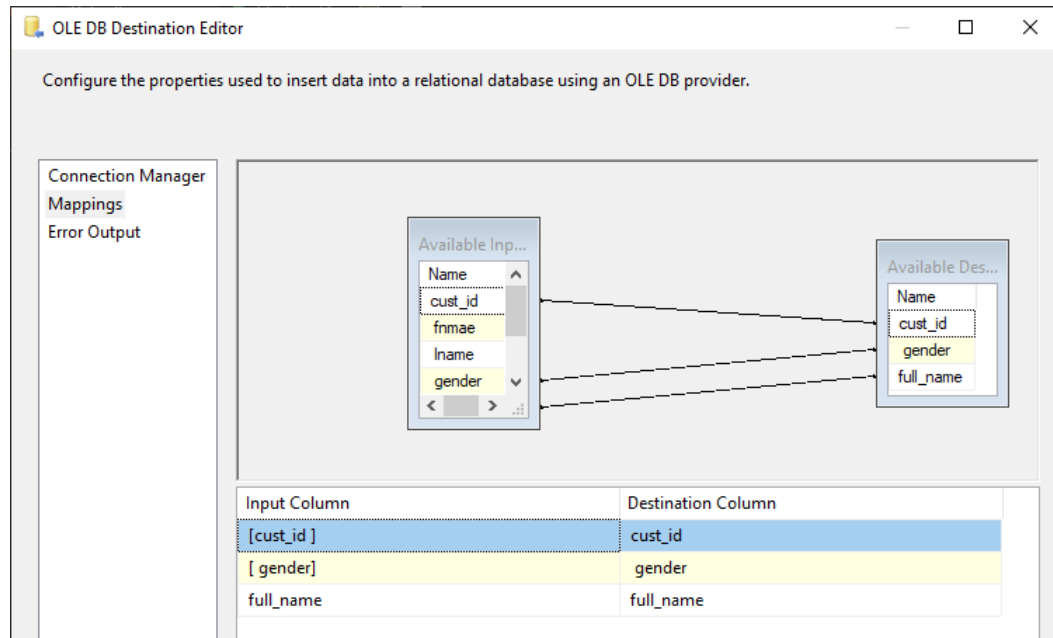 OLE DB Destination Editor
Configure the properties used to insert data into a relational database using an OLE DB provider.
Connection Manager
Mappings
Error Output
Available Inp...
Name
cust_id
fnmae
lname
gender
Available Des...
Name
cust_id
gender
full_name
Input Column Destination Column
[cust_id ] cust_id
[ gender] gender
full_name full_name